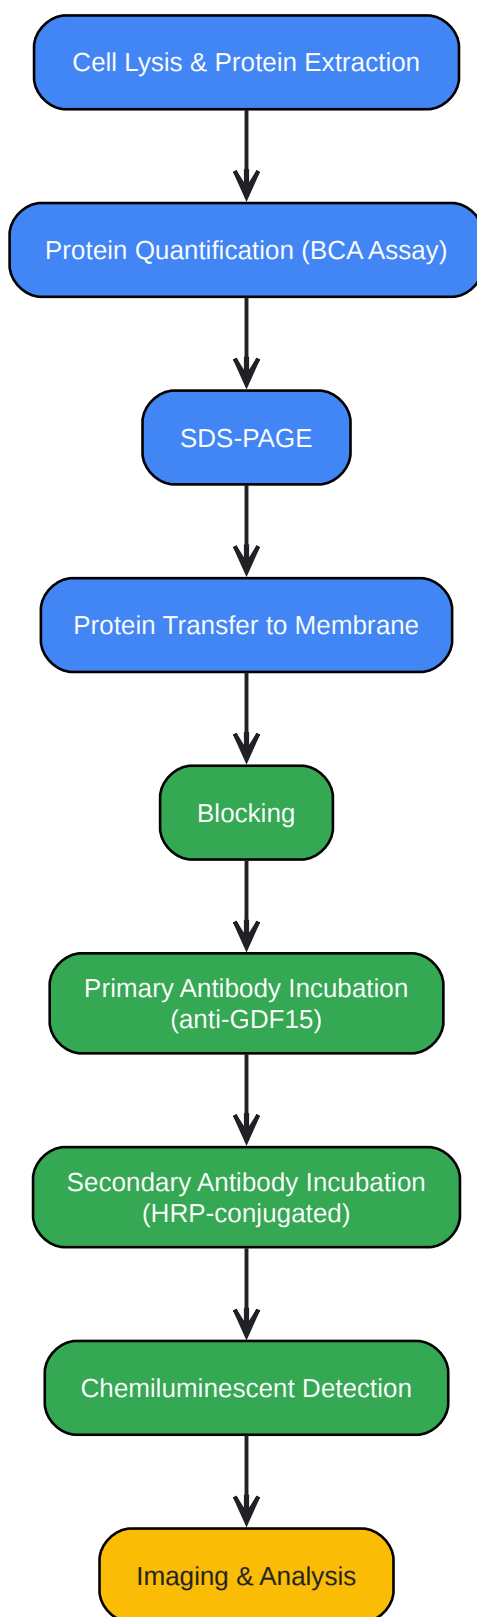 Cell Lysis & Protein Extraction
Protein Quantification (BCA Assay)
SDS-PAGE
Protein Transfer to Membrane
Blocking
Primary Antibody Incubation
(anti-GDF15)
Secondary Antibody Incubation
(HRP-conjugated)
Chemiluminescent Detection
Imaging & Analysis